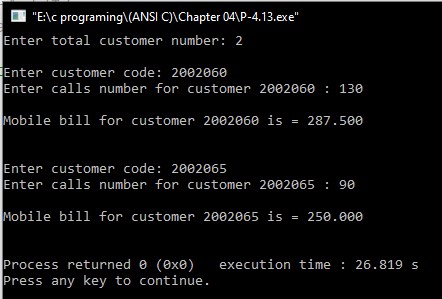 "E:\c programing\(ANSI C)\Chapter 04\P-4.13.exe"
Enter total customer number: 2
Enter customer code: 2002060
Enter calls number for customer 2002060 : 130
Mobile bill for customer 2002060 is = 287.500
Enter customer code: 2002065
Enter calls number for customer 2002065 : 90
Mobile bill for customer 2002065 is = 250.000
Process returned 0 (0x0)   execution time : 26.819 s
Press any key to continue.